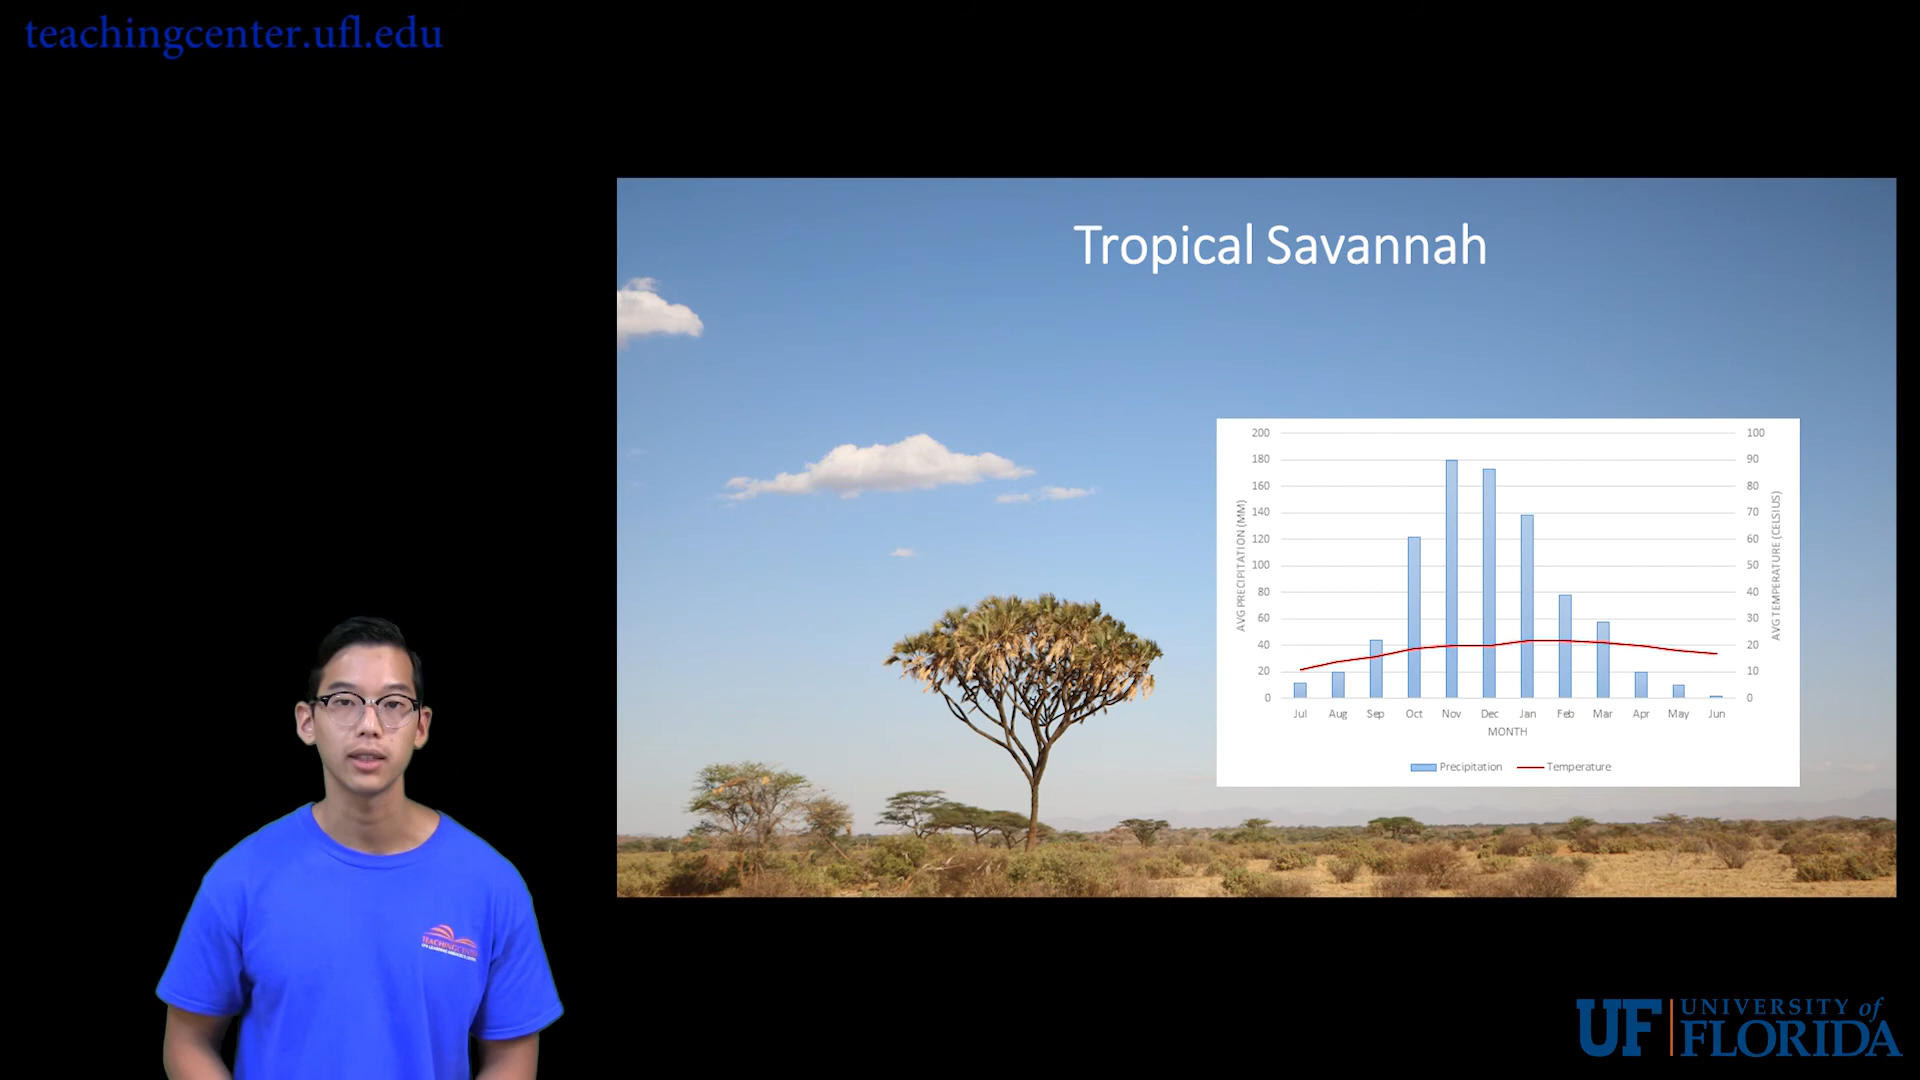 teachingcenter.ufl.edu
Tropical Savannah
200
180
160
140
120
100
80
60
40
20
0
AVG PRECIPITATION (MM)
100
90
80
70
60
50
40
30
20
10
0
AVG TEMPERATURE (CELSIUS)
Jul Aug Sep Oct Nov Dec Jan Feb Mar Apr May Jun
MONTH
Precipitation Temperature
TEACHINGCENTER
UF UNIVERSITY of
FLORIDA